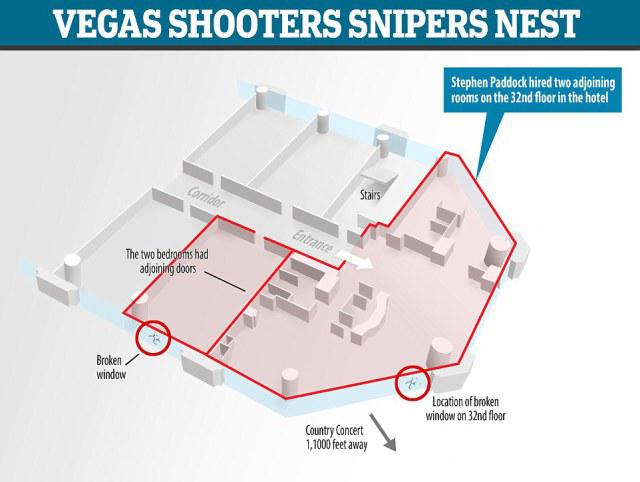 VEGAS SHOOTERS SNIPERS NEST
Stephen Paddock hired two adjoining
rooms on the 32nd floor in the hotel
Stairs
Corridor
Entrance
The two bedrooms had
adjoining doors
Broken
window
Location of broken
window on 32nd floor
Country Concert
1,1000 feet away